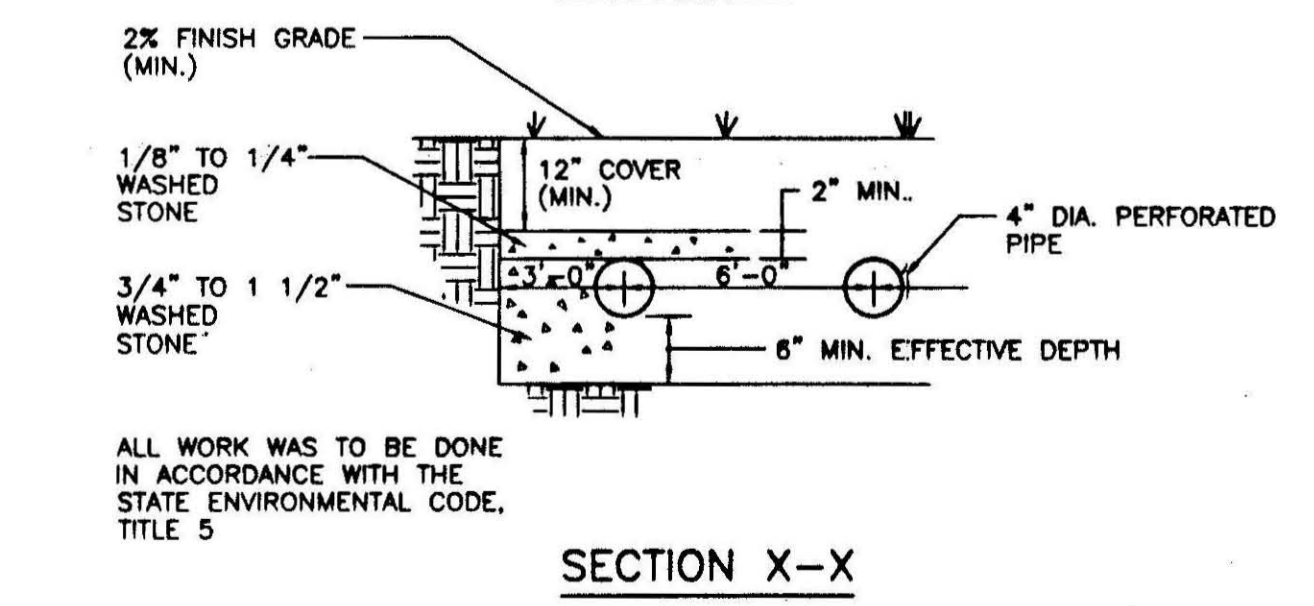 2% FINISH GRADE
(MIN.)
1/8" TO 1/4"
WASHED
STONE
12" COVER
(MIN.)
2" MIN..
4" DIA. PERFORATED
PIPE
3'-0"
6'-0"
3/4" TO 1 1/2"
WASHED
STONE
6" MIN. EFFECTIVE DEPTH
ALL WORK WAS TO BE DONE
IN ACCORDANCE WITH THE
STATE ENVIRONMENTAL CODE,
TITLE 5
SECTION X-X